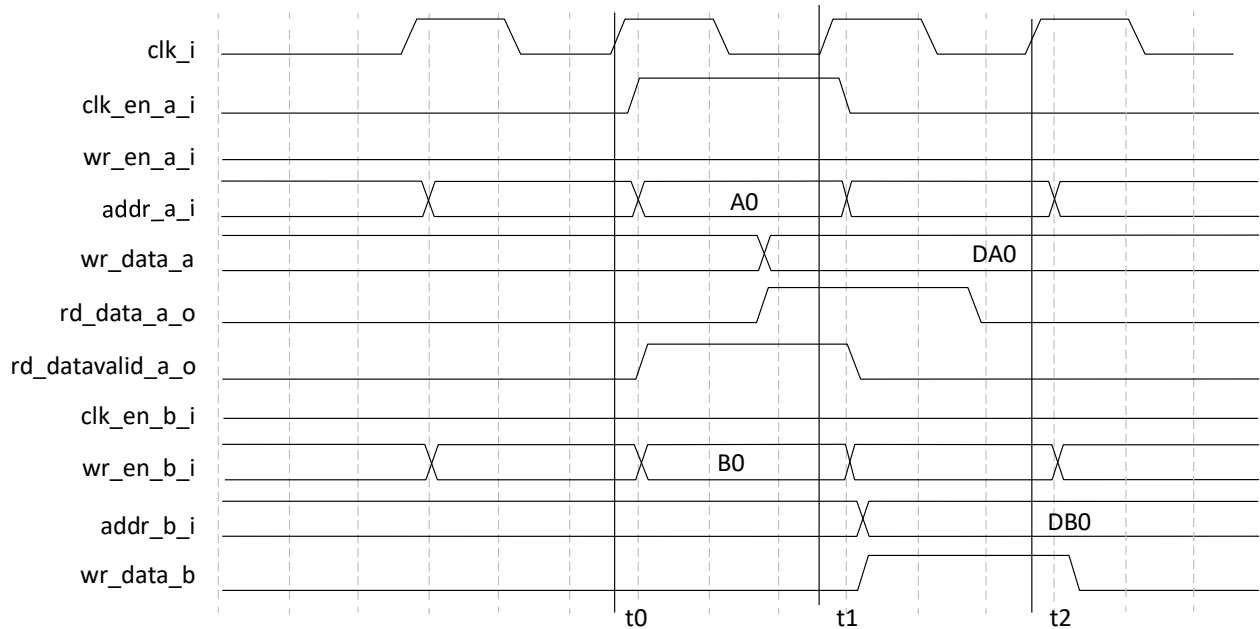 clk_i
clk_en_a_i
wr_en_a_i
addr_a_i
A0
wr_data_a
DA0
rd_data_a_o
rd_datavalid_a_o
clk_en_b_i
wr_en_b_i
B0
addr_b_i
DB0
wr_data_b
t0
t1
t2